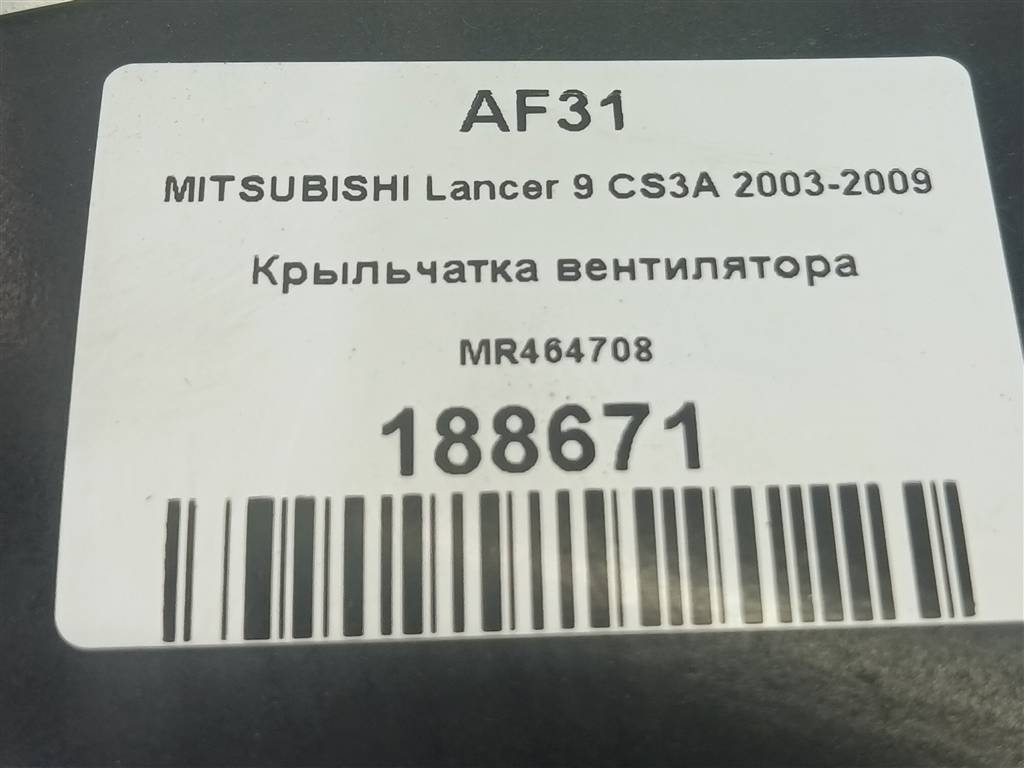 AF31
MITSUBISHI Lancer 9 CS3A 2003-2009
Крыльчатка вентилятора
MR464708
188671